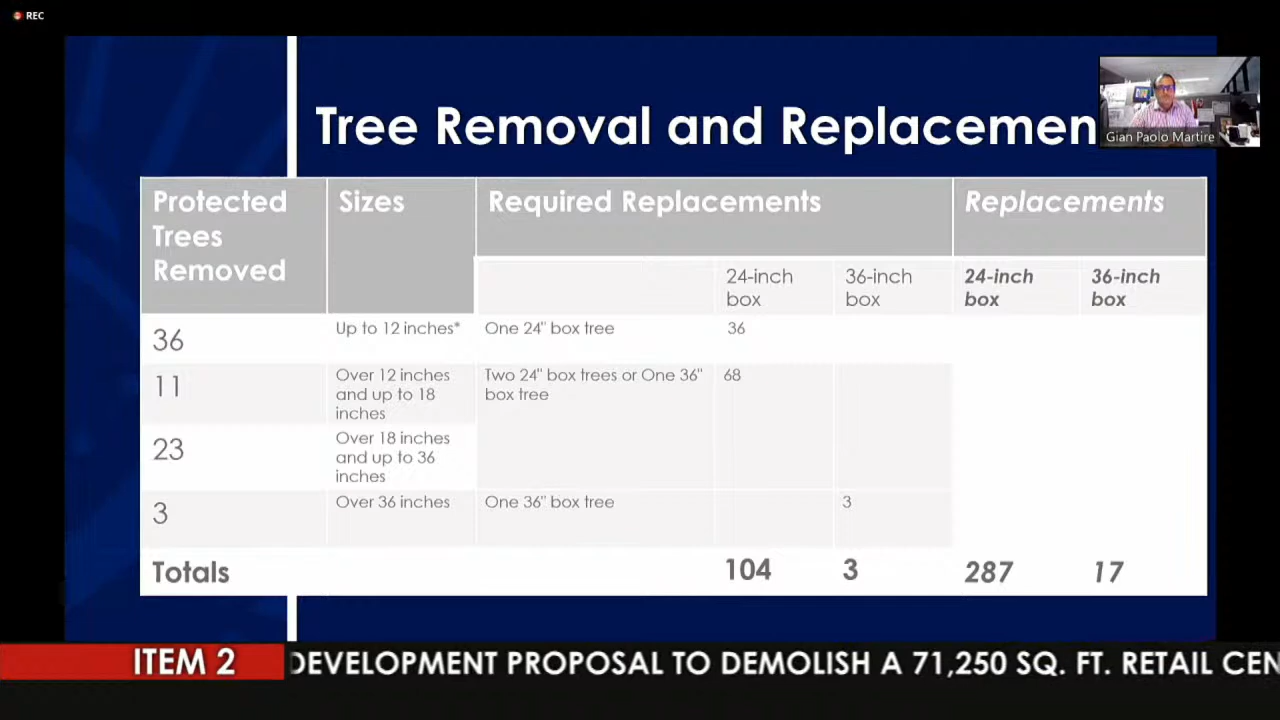 REC
Tree Removal and Replacemen
Gian Paolo Martire
Protected
Trees
Removed
Sizes
Required Replacements
Replacements
24-inch
box
36-inch
box
24-inch
box
36-inch
box
36
Up to 12 inches*
One 24" box tree
36
11
Over 12 inches
and up to 18
inches
Two 24" box trees or One 36"
box tree
68
23
Over 18 inches
and up to 36
inches
3
Over 36 inches
One 36" box tree
3
Totals
104
3
287
17
ITEM 2
DEVELOPMENT PROPOSAL TO DEMOLISH A 71,250 SQ. FT. RETAIL CEN